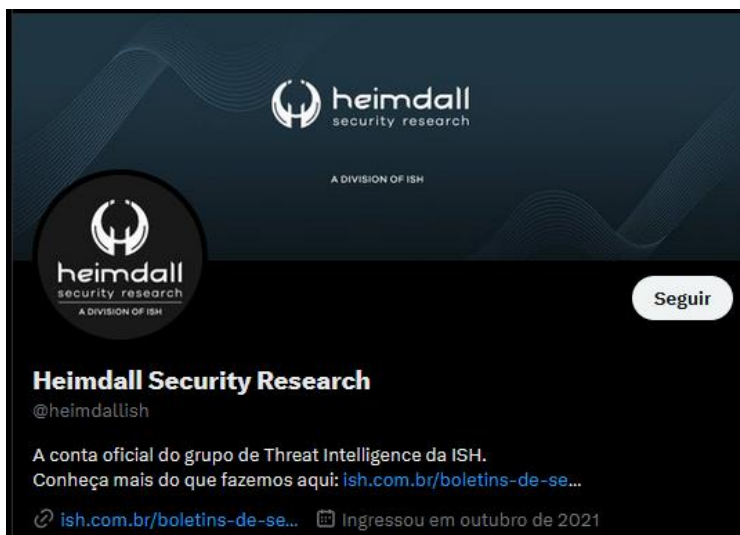 heimdall
security research
A DIVISION OF ISH
heimdall
security research
A DIVISION OF ISH
Seguir
Heimdall Security Research
@heimdallish
A conta oficial do grupo de Threat Intelligence da ISH.
Conheça mais do que fazemos aqui: ish.com.br/boletins-de-se...
ish.com.br/boletins-de-se... Ingressou em outubro de 2021